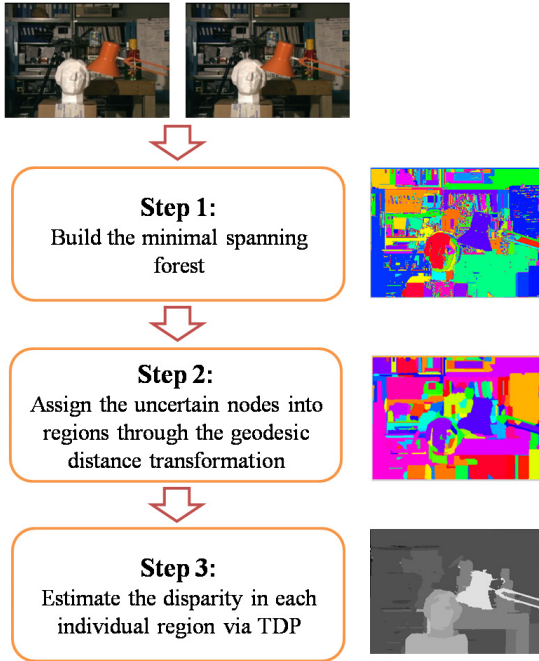 Step 1:
Build the minimal spanning
forest
Step 2:
Assign the uncertain nodes into
regions through the geodesic
distance transformation
Step 3:
Estimate the disparity in each
individual region via TDP